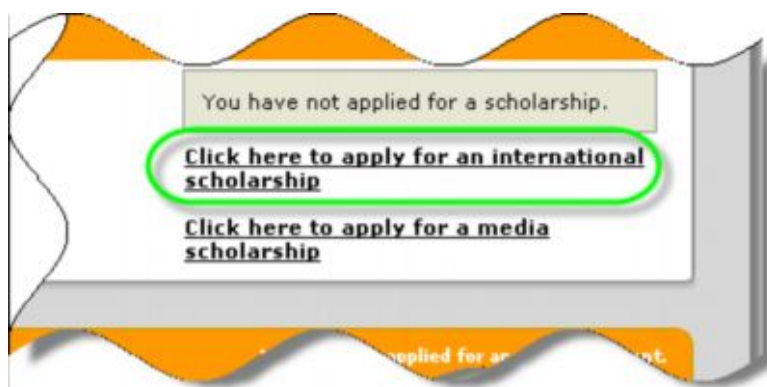 You have not applied for a scholarship.
Click here to apply for an international
scholarship
Click here to apply for a media
scholarship
applied for